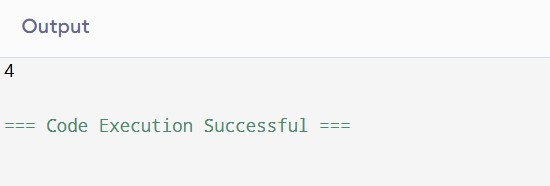 Output
4
=== Code Execution Successful ===